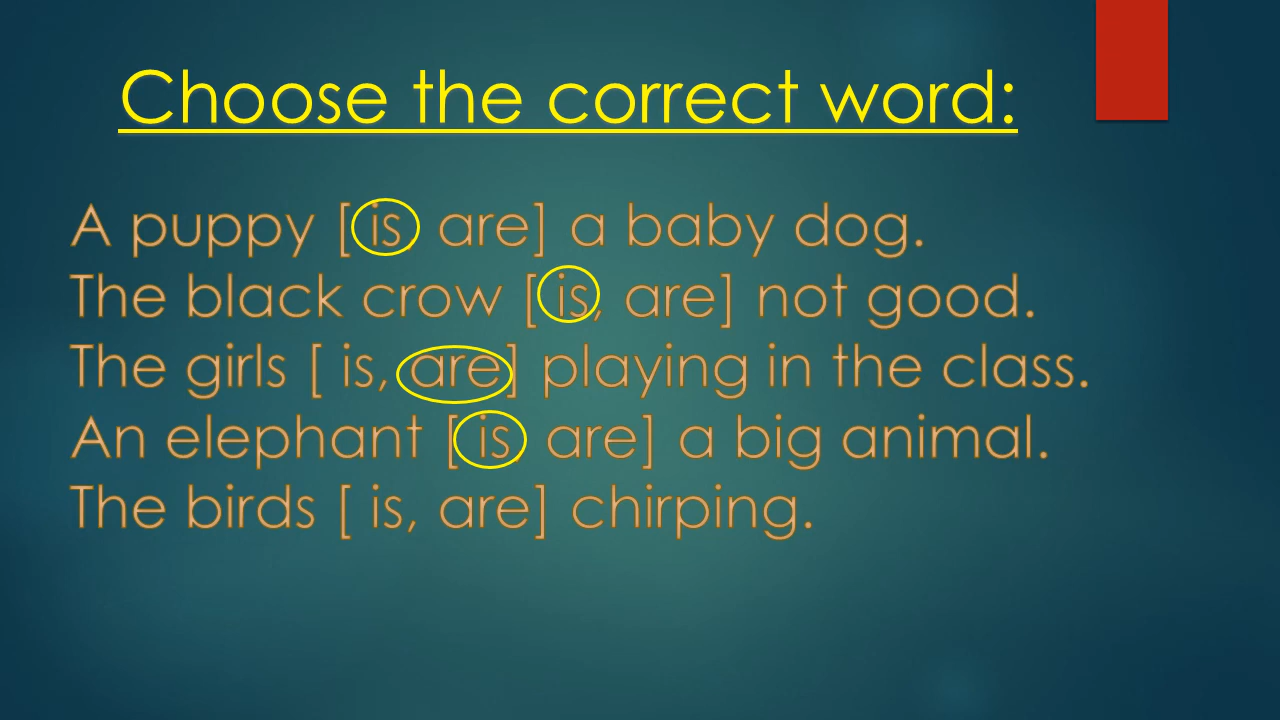 Choose the correct word:
A puppy [ is, are] a baby dog.
The black crow [ is, are] not good.
The girls [ is, are] playing in the class.
An elephant [ is, are] a big animal.
The birds [ is, are] chirping.